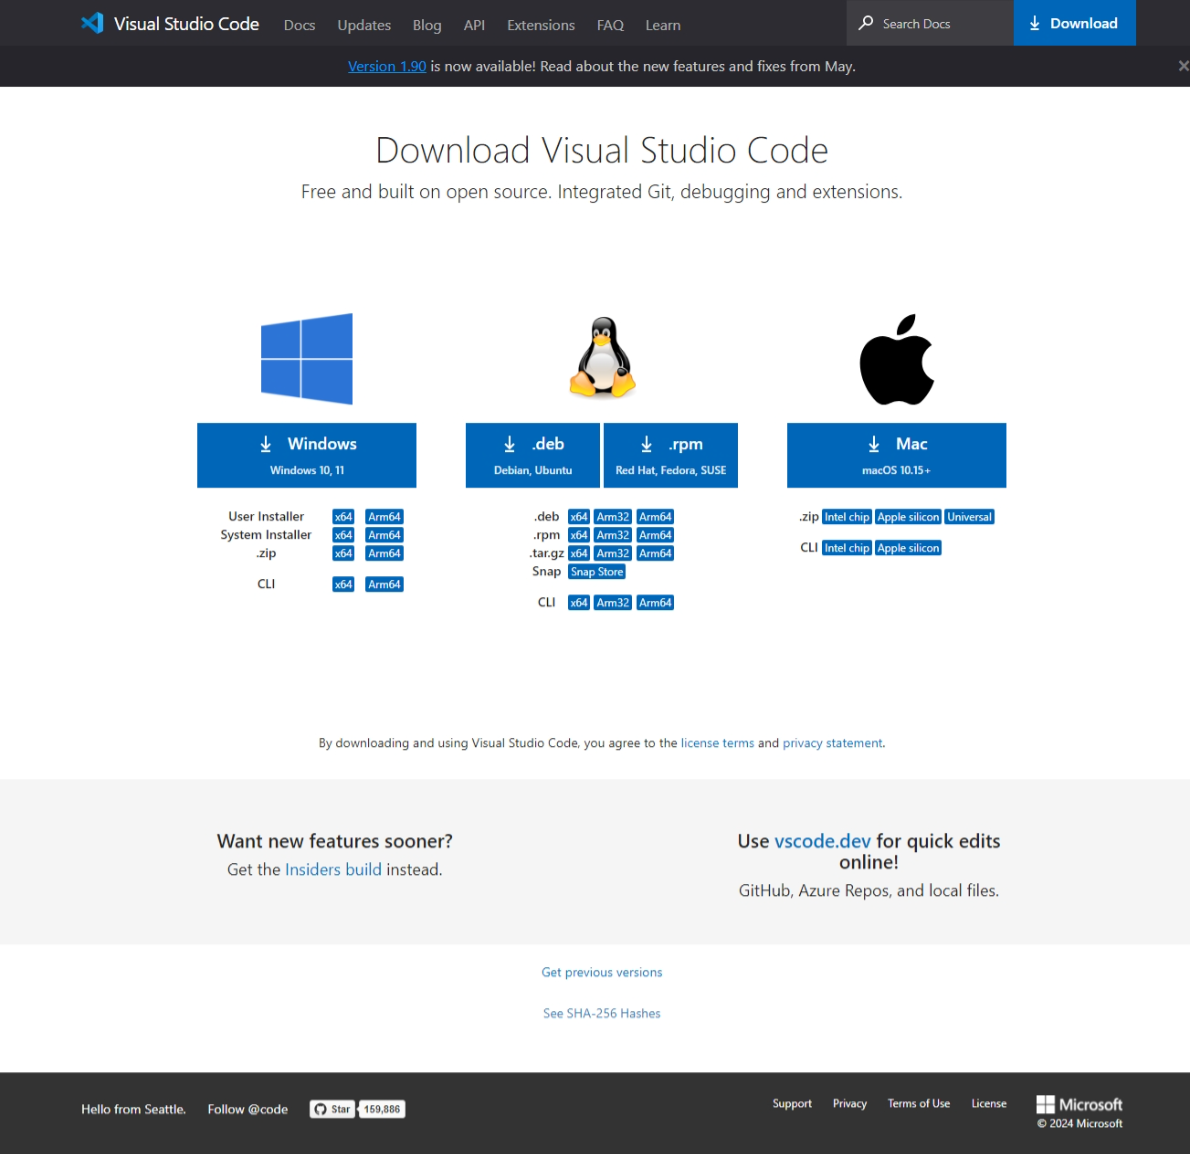 Visual Studio Code Docs Updates Blog API Extensions FAQ Learn Search Docs Download
Version 1.90 is now available! Read about the new features and fixes from May.
Download Visual Studio Code
Free and built on open source. Integrated Git, debugging and extensions.
Windows
Windows 10, 11
User Installer x64 Arm64
System Installer x64 Arm64
.zip x64 Arm64
CLI x64 Arm64
.deb
Debian, Ubuntu
.rpm
Red Hat, Fedora, SUSE
.deb x64 Arm32 Arm64
.rpm x64 Arm32 Arm64
.tar.gz x64 Arm32 Arm64
Snap Snap Store
CLI x64 Arm32 Arm64
Mac
macOS 10.15+
.zip Intel chip Apple silicon Universal
CLI Intel chip Apple silicon
By downloading and using Visual Studio Code, you agree to the license terms and privacy statement.
Want new features sooner?
Get the Insiders build instead.
Use vscode.dev for quick edits
online!
GitHub, Azure Repos, and local files.
Get previous versions
See SHA-256 Hashes
Hello from Seattle. Follow @code Star 159,886
Support Privacy Terms of Use License Microsoft
© 2024 Microsoft